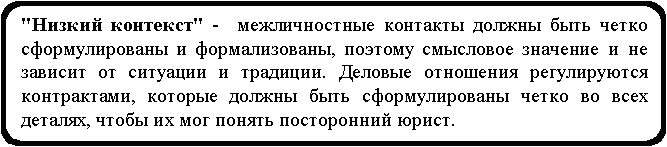 "Низкий контекст" - межличностные контакты должны быть четко
сформулированы и формализованы, поэтому смысловое значение и не
зависит от ситуации и традиции. Деловые отношения регулируются
контрактами, которые должны быть сформулированы четко во всех
деталях, чтобы их мог понять посторонний юрист.